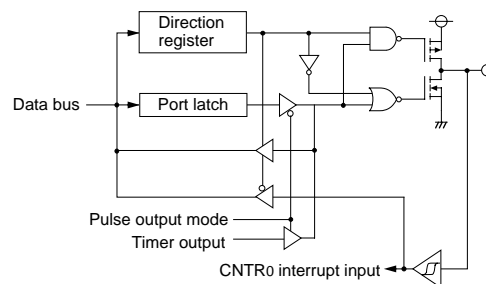 Direction
register
Data bus
Port latch
Pulse output mode
Timer output
CNTR0 interrupt input